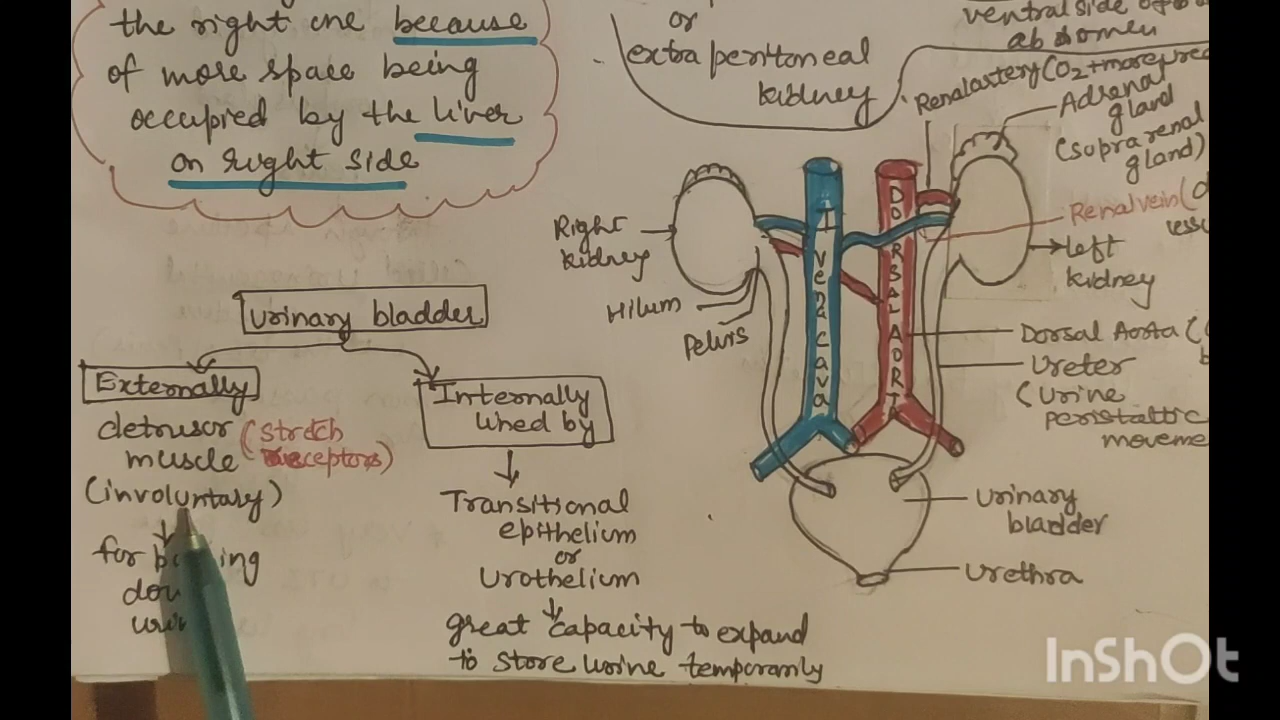 the right one because
of more space being
occupied by the liver
on right side
or
extra peritoneal
kidney
ventral side of
abdomen
Renal artery (O2+more
Adrenal
gland
(supra renal
gland)
Renal vein (
left
kidney
Right
kidney
Hilum
Pelvis
I Vena Cava
DORSAL AORTA
Dorsal Aorta (
Ureter
(Urine
peristaltic
moveme
Urinary
bladder
Urethra
Urinary bladder
Externally
detrusor (stretch
muscle receptors)
(involuntary)
for
Internally
lined by
Transitional
epithelium
or
Urothelium
great capacity to expand
to store urine temporarily
InShOt